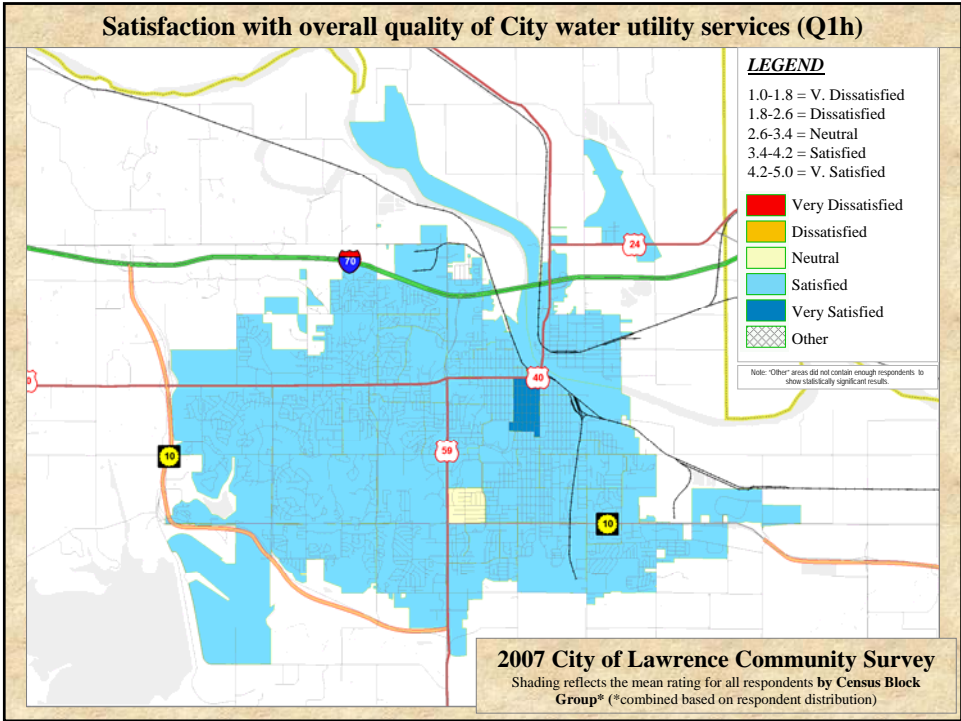 Satisfaction with overall quality of City water utility services (Q1h)
LEGEND
1.0-1.8 = V. Dissatisfied
1.8-2.6 = Dissatisfied
2.6-3.4 = Neutral
3.4-4.2 = Satisfied
4.2-5.0 = V. Satisfied
Very Dissatisfied
Dissatisfied
Neutral
Satisfied
Very Satisfied
Other
Note: "Other" areas did not contain enough respondents to
show statistically significant results.
24
70
40
59
10
10
2007 City of Lawrence Community Survey
Shading reflects the mean rating for all respondents by Census Block
Group* (*combined based on respondent distribution)